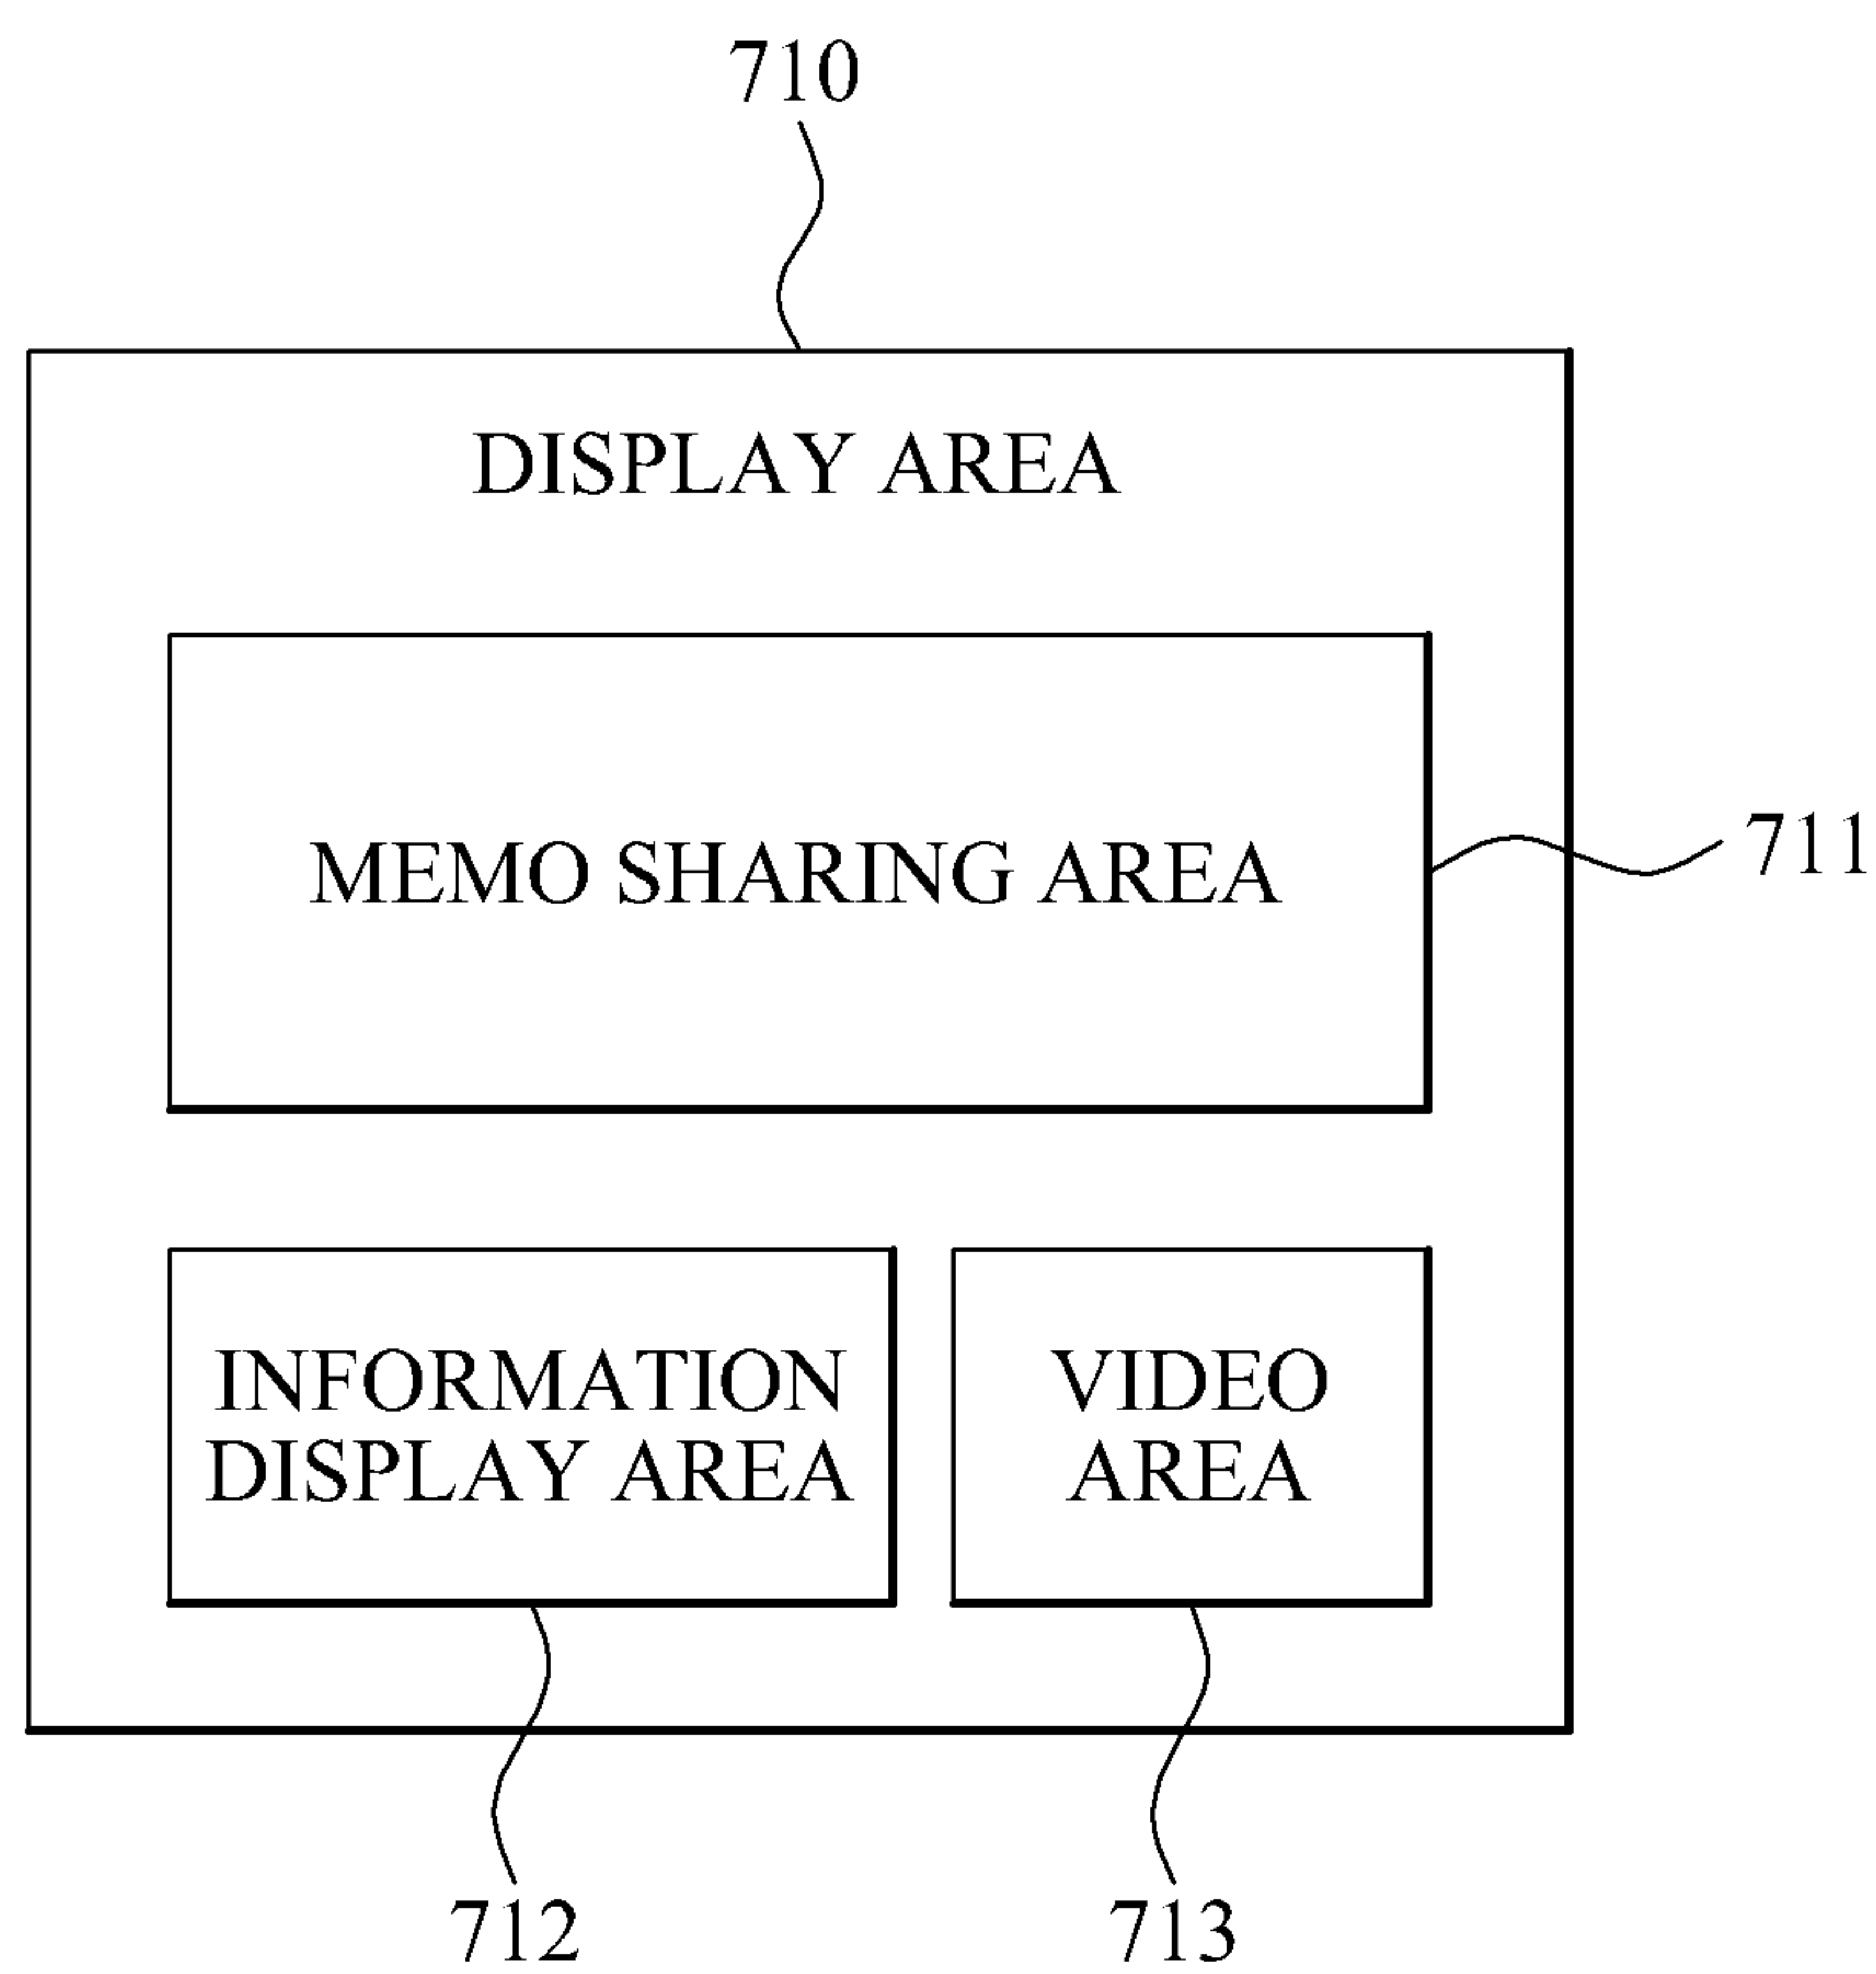 710
DISPLAY AREA
MEMO SHARING AREA
711
INFORMATION
DISPLAY AREA
VIDEO
AREA
712
713